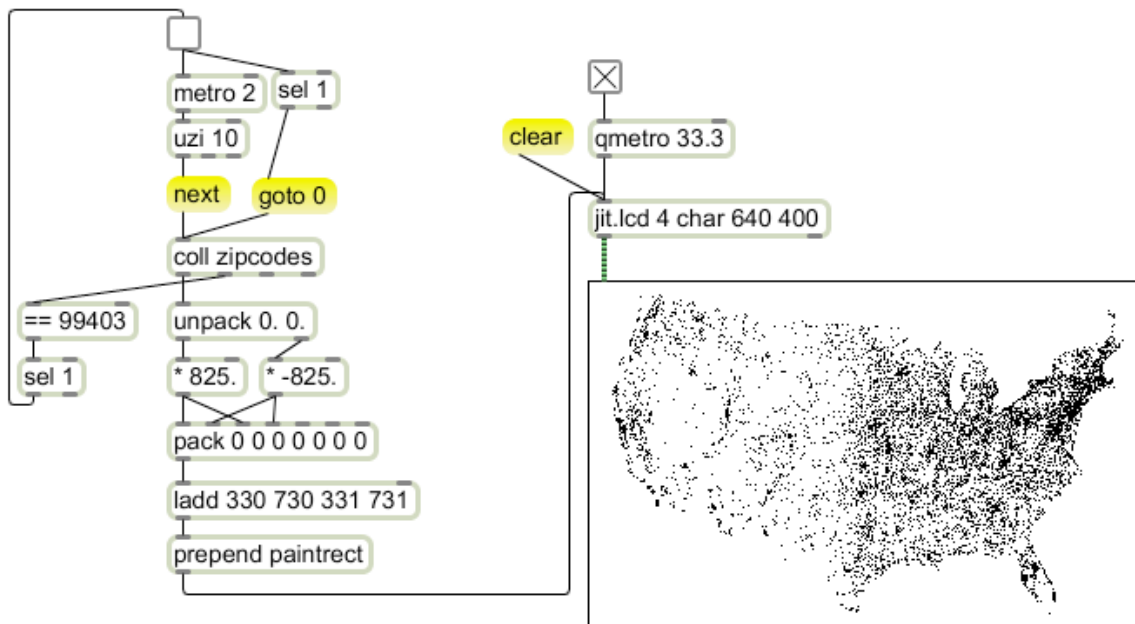 metro 2
sel 1
uzi 10
clear
qmetro 33.3
next
goto 0
jit.lcd 4 char 640 400
coll zipcodes
== 99403
unpack 0. 0.
sel 1
* 825.
* -825.
pack 0 0 0 0 0 0 0
ladd 330 730 331 731
prepend paintrect